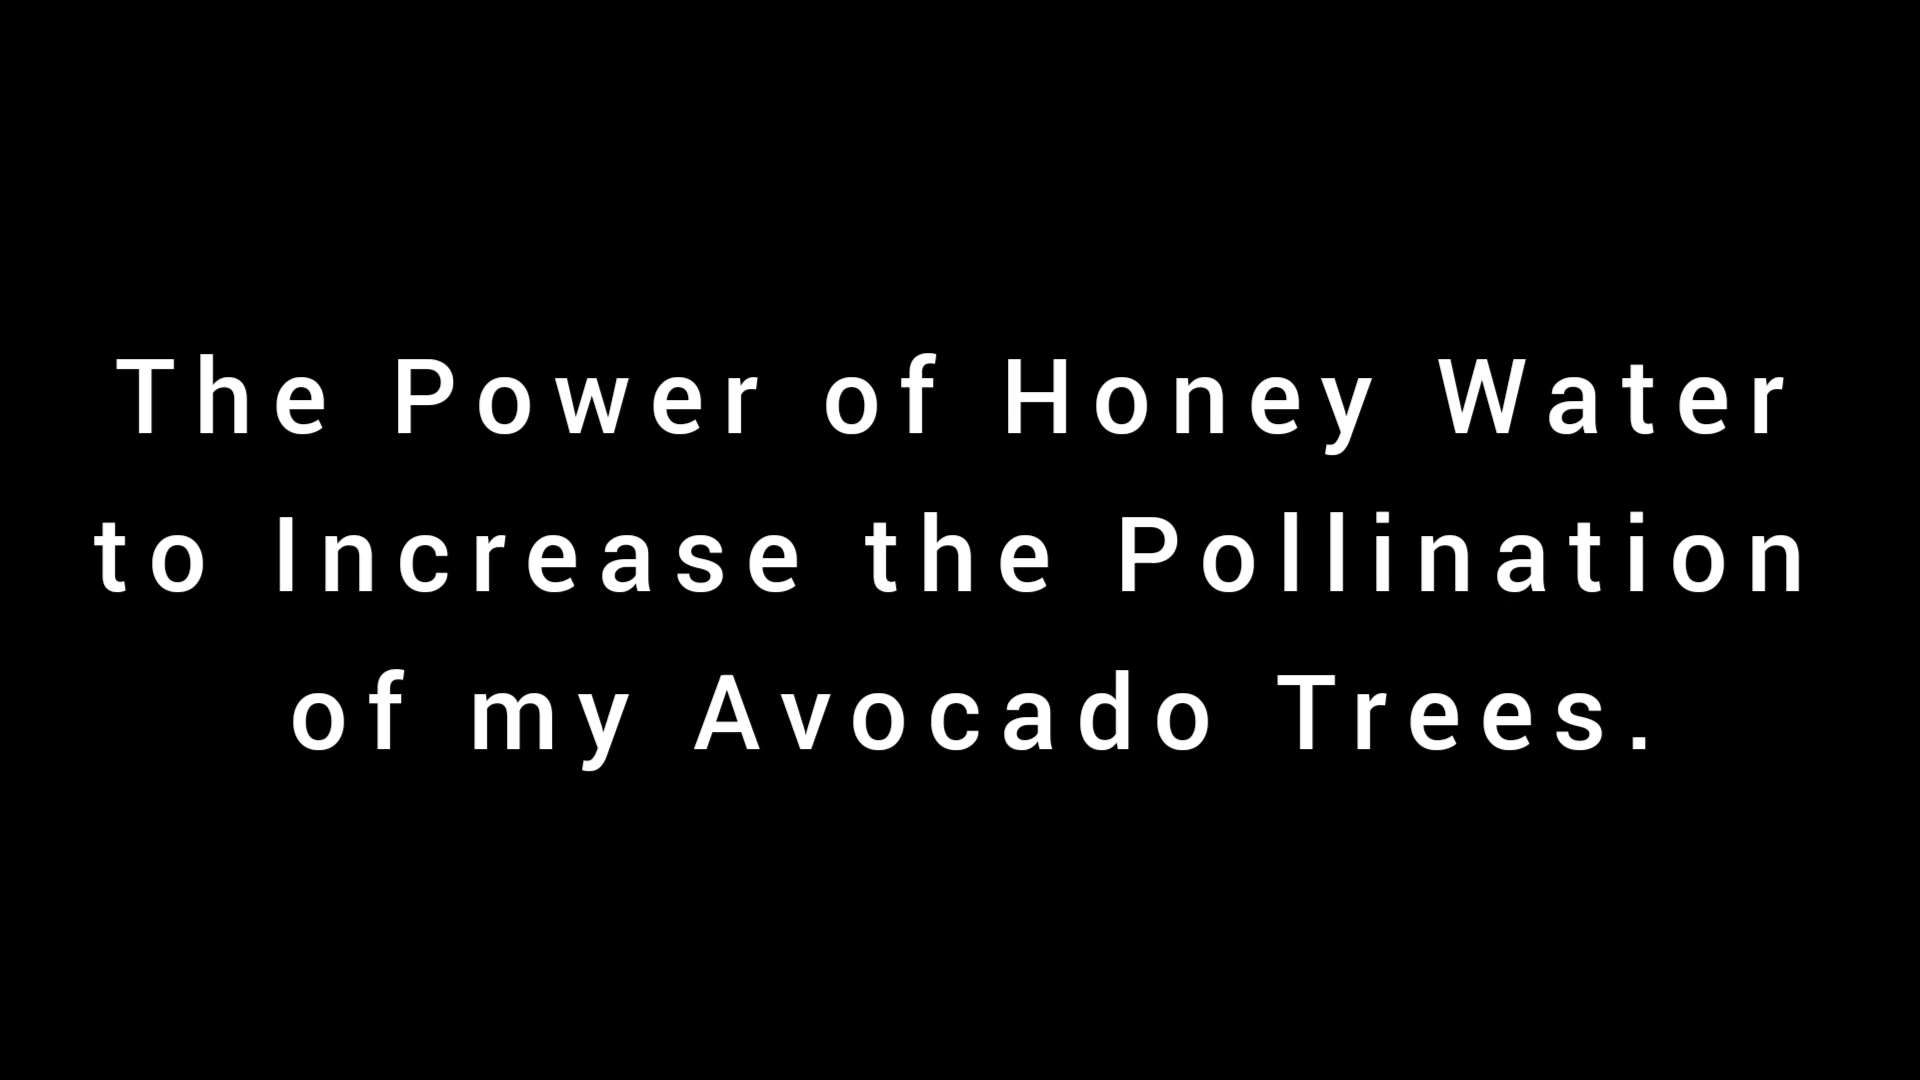 The Power of Honey Water
to Increase the Pollination
of my Avocado Trees.